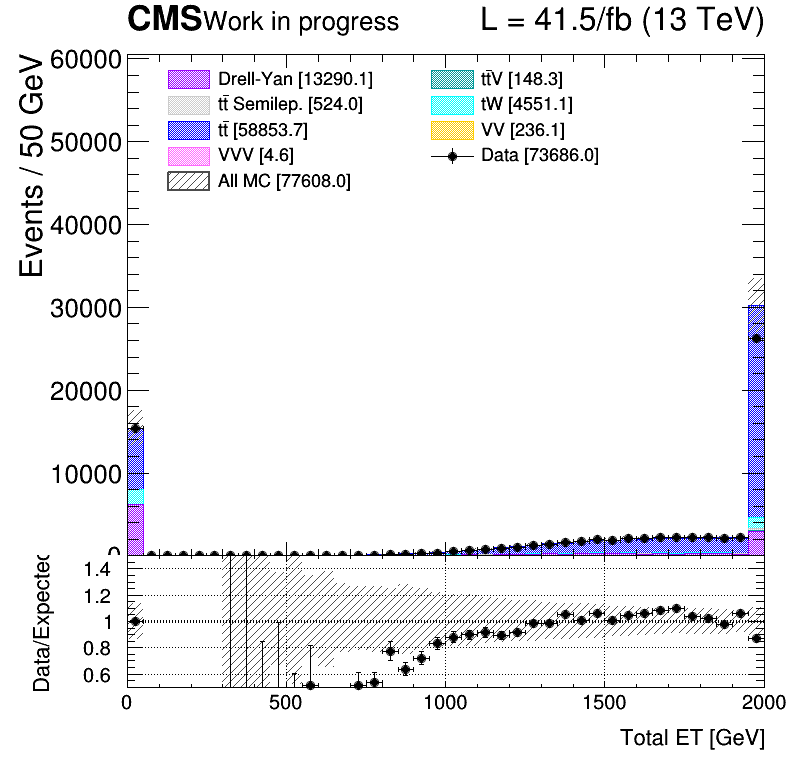 CMS Work in progress L = 41.5/fb (13 TeV)
Events / 50 GeV
60000
50000
40000
30000
20000
10000
0
Drell-Yan [13290.1]
tt̄ Semilep. [524.0]
tt̄ [58853.7]
VVV [4.6]
All MC [77608.0]
tt̄V [148.3]
tW [4551.1]
VV [236.1]
Data [73686.0]
Data/Expected
1.4
1.2
1
0.8
0.6
0 500 1000 1500 2000
Total ET [GeV]